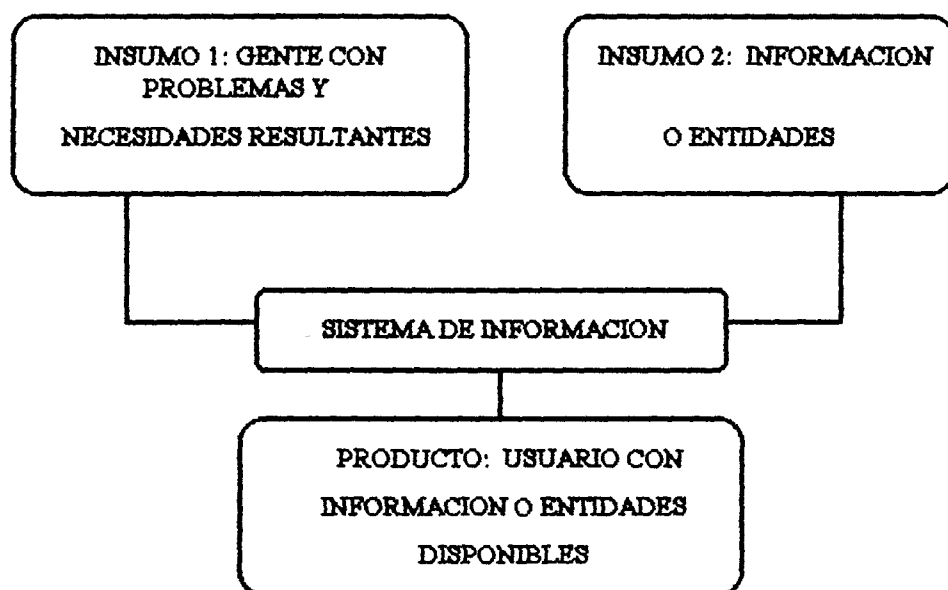 INSUMO 1: GENTE CON
PROBLEMAS Y
NECESIDADES RESULTANTES
INSUMO 2: INFORMACION
O ENTIDADES
SISTEMA DE INFORMACION
PRODUCTO: USUARIO CON
INFORMACION O ENTIDADES
DISPONIBLES